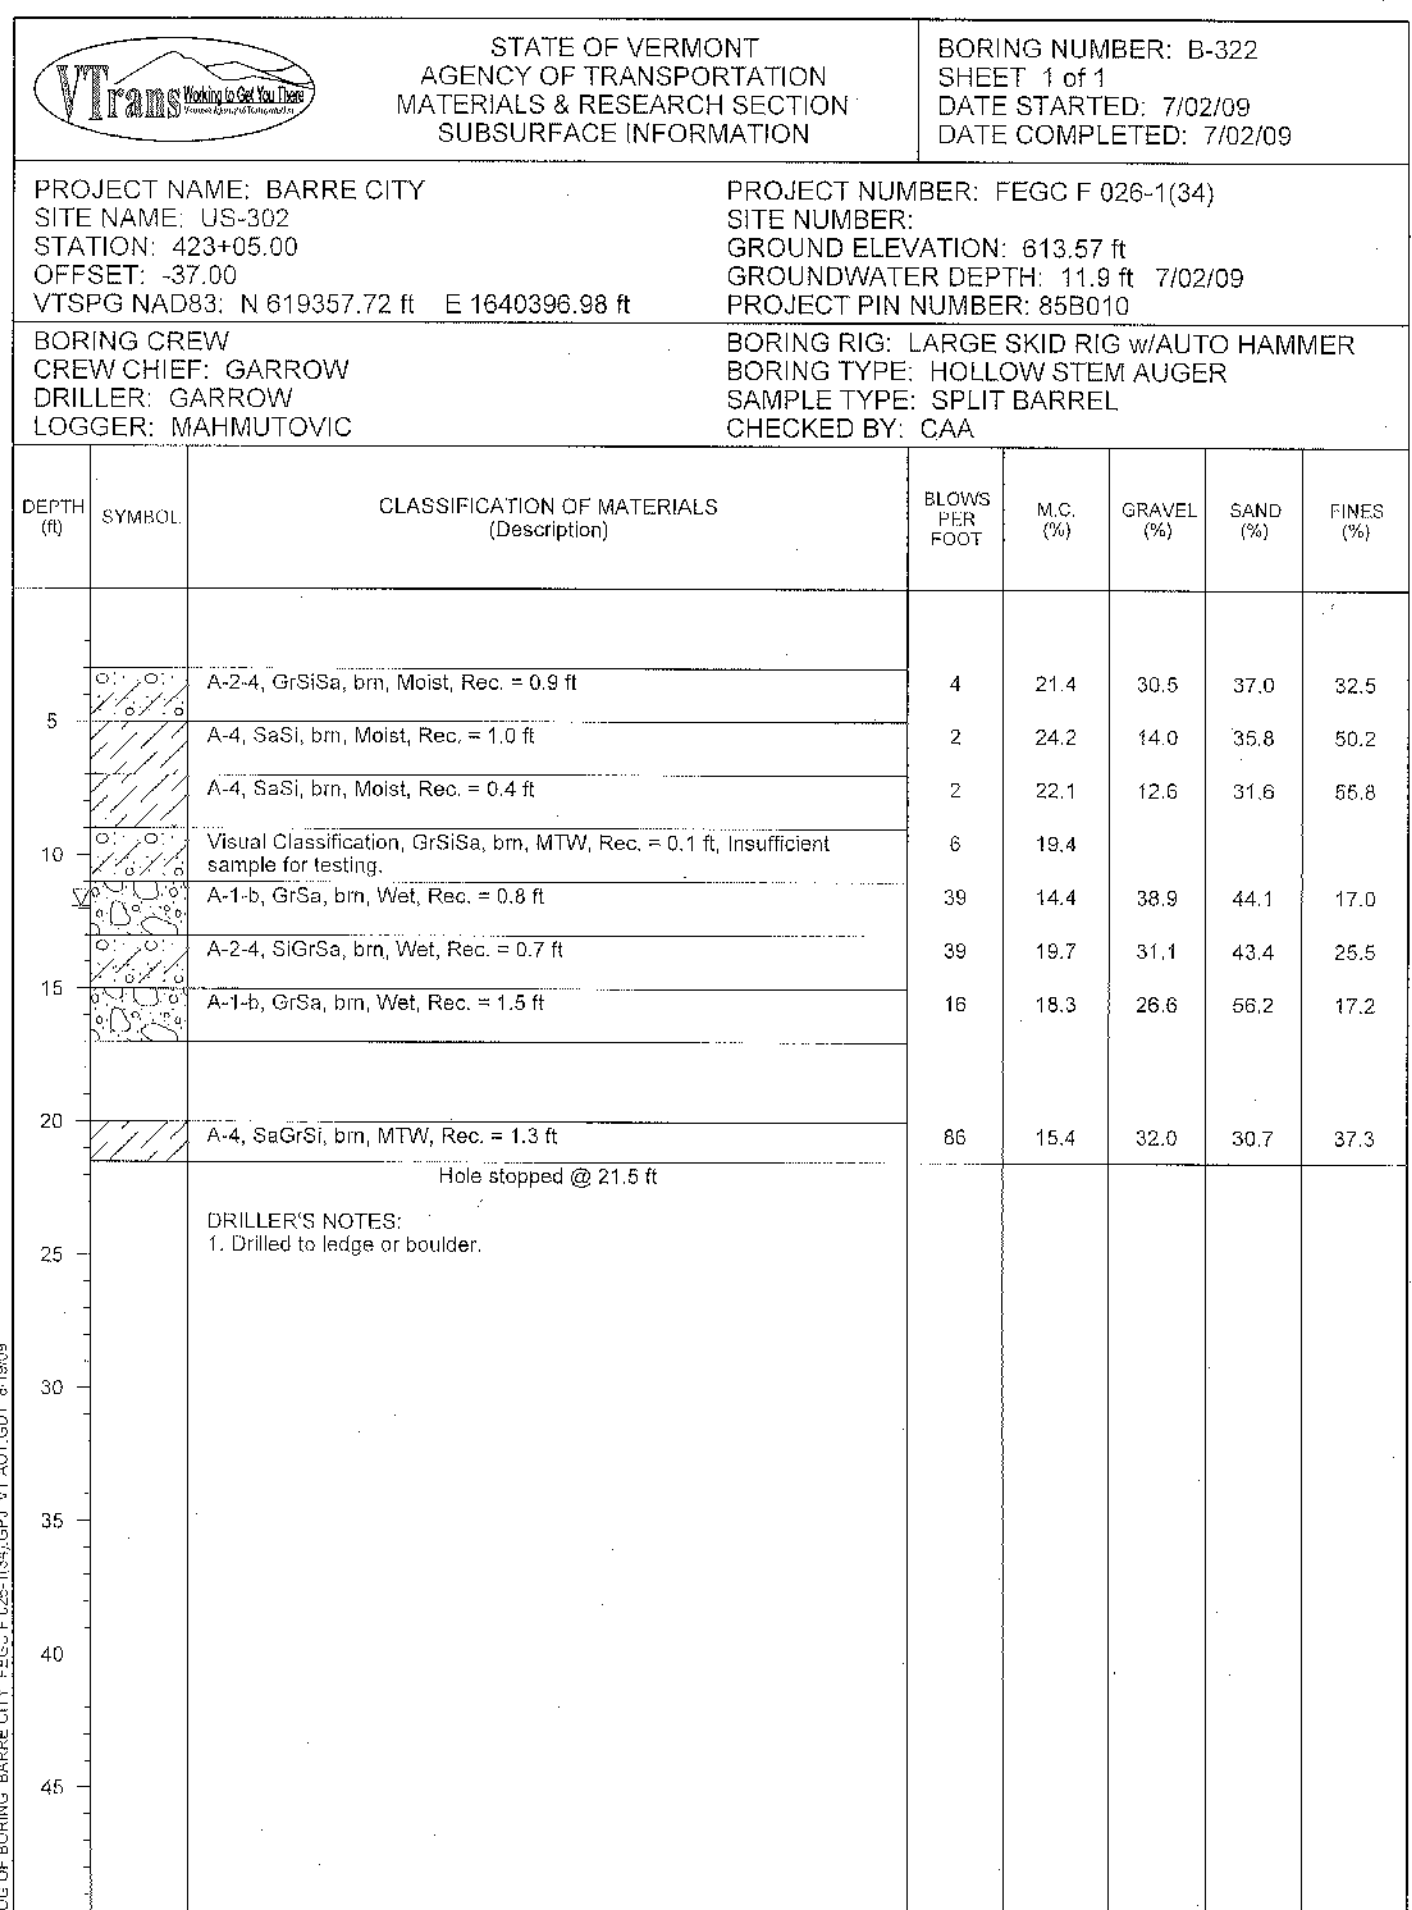 VTrans Working to Get You There
STATE OF VERMONT
AGENCY OF TRANSPORTATION
MATERIALS & RESEARCH SECTION
SUBSURFACE INFORMATION
BORING NUMBER: B-322
SHEET 1 of 1
DATE STARTED: 7/02/09
DATE COMPLETED: 7/02/09
PROJECT NAME: BARRE CITY
SITE NAME: US-302
STATION: 423+05.00
OFFSET: -37.00
VTSPG NAD83: N 619357.72 ft E 1640396.98 ft
PROJECT NUMBER: FEGC F 026-1(34)
SITE NUMBER:
GROUND ELEVATION: 613.57 ft
GROUNDWATER DEPTH: 11.9 ft 7/02/09
PROJECT PIN NUMBER: 85B010
BORING CREW
CREW CHIEF: GARROW
DRILLER: GARROW
LOGGER: MAHMUTOVIC
BORING RIG: LARGE SKID RIG w/AUTO HAMMER
BORING TYPE: HOLLOW STEM AUGER
SAMPLE TYPE: SPLIT BARREL
CHECKED BY: CAA
DEPTH (ft)
SYMBOL
CLASSIFICATION OF MATERIALS
(Description)
BLOWS PER FOOT
M.C. (%)
GRAVEL (%)
SAND (%)
FINES (%)
A-2-4, GrSiSa, brn, Moist, Rec. = 0.9 ft 4 21.4 30.5 37.0 32.5
5
A-4, SaSi, brn, Moist, Rec. = 1.0 ft 2 24.2 14.0 35.8 50.2
A-4, SaSi, brn, Moist, Rec. = 0.4 ft 2 22.1 12.6 31.6 55.8
10
Visual Classification, GrSiSa, brn, MTW, Rec. = 0.1 ft, Insufficient 6 19.4
sample for testing.
A-1-b, GrSa, brn, Wet, Rec. = 0.8 ft 39 14.4 38.9 44.1 17.0
A-2-4, SiGrSa, brn, Wet, Rec. = 0.7 ft 39 19.7 31.1 43.4 25.5
15
A-1-b, GrSa, brn, Wet, Rec. = 1.5 ft 16 18.3 26.6 56.2 17.2
20
A-4, SaGrSi, brn, MTW, Rec. = 1.3 ft 86 15.4 32.0 30.7 37.3
Hole stopped @ 21.5 ft
DRILLER'S NOTES:
1. Drilled to ledge or boulder.
25
30
35
40
45
BORING BARRE CITY FEGC F 026-1(34).GPJ VT AOT.GDT 8/19/09